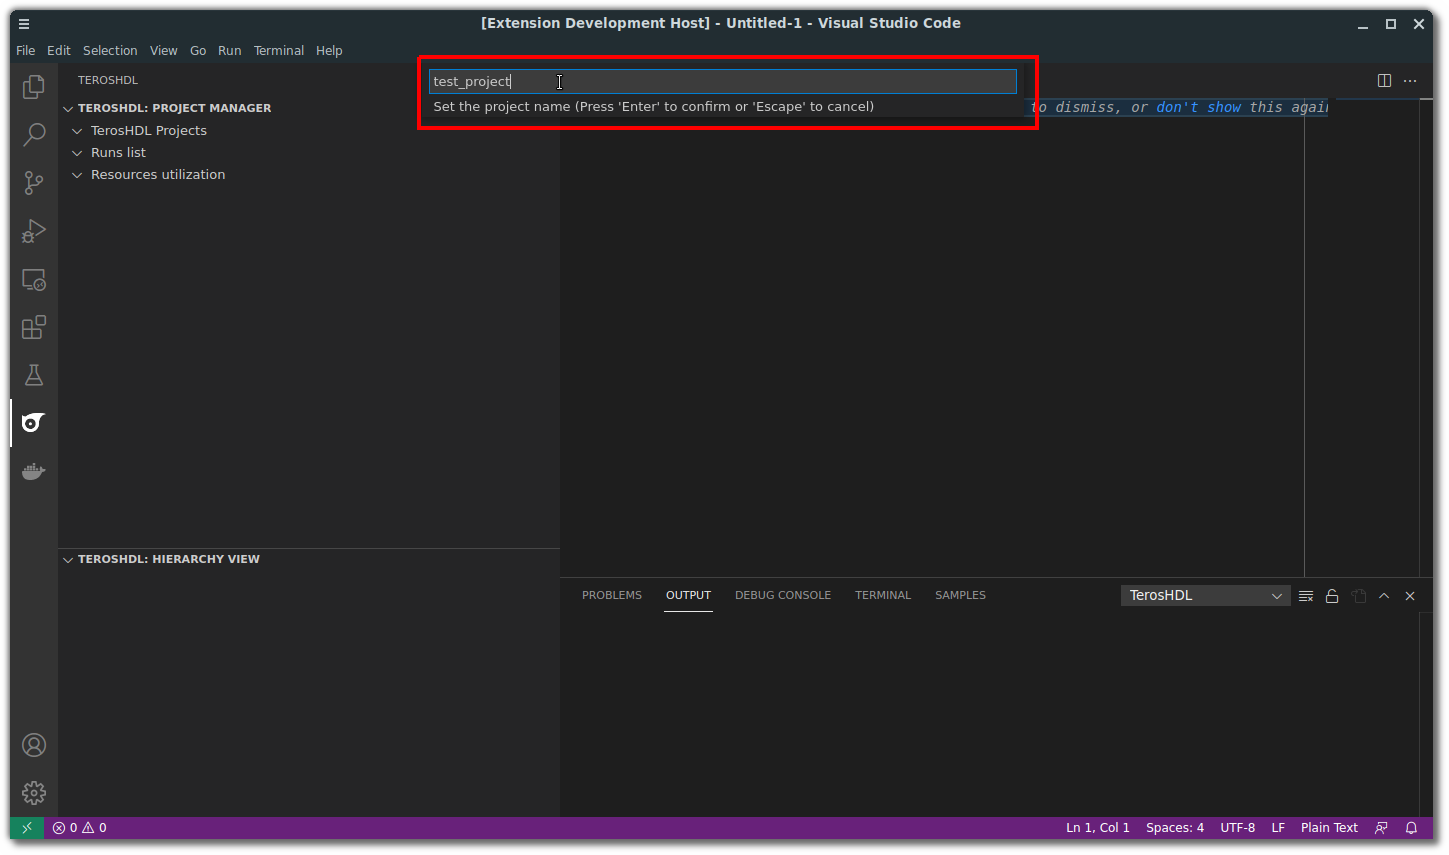 [Extension Development Host] - Untitled-1 - Visual Studio Code
File Edit Selection View Go Run Terminal Help
TEROSHDL
test_project
Set the project name (Press 'Enter' to confirm or 'Escape' to cancel)
to dismiss, or don't show this again
TEROSHDL: PROJECT MANAGER
TerosHDL Projects
Runs list
Resources utilization
TEROSHDL: HIERARCHY VIEW
PROBLEMS OUTPUT DEBUG CONSOLE TERMINAL SAMPLES TerosHDL
0 0 Ln 1, Col 1 Spaces: 4 UTF-8 LF Plain Text